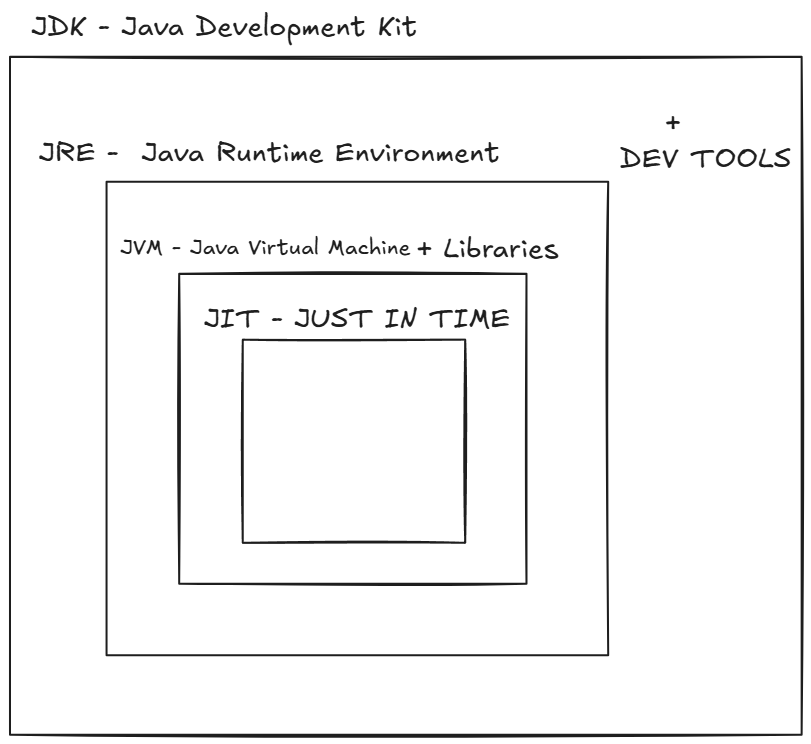 JDK - Java Development Kit
+
DEV TOOLS
JRE - Java Runtime Environment
JVM - Java Virtual Machine + Libraries
JIT - JUST IN TIME